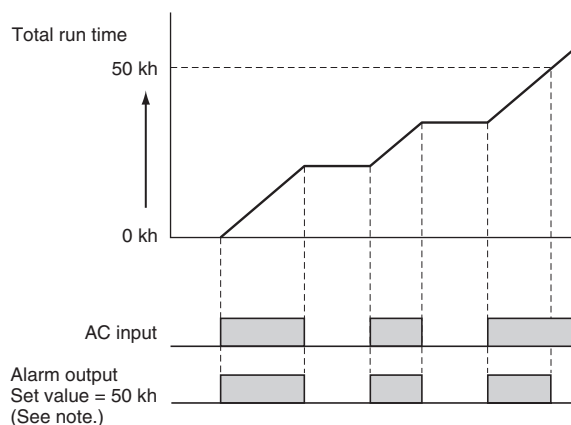 Total run time
50 kh
0 kh
AC input
Alarm output
Set value = 50 kh
(See note.)